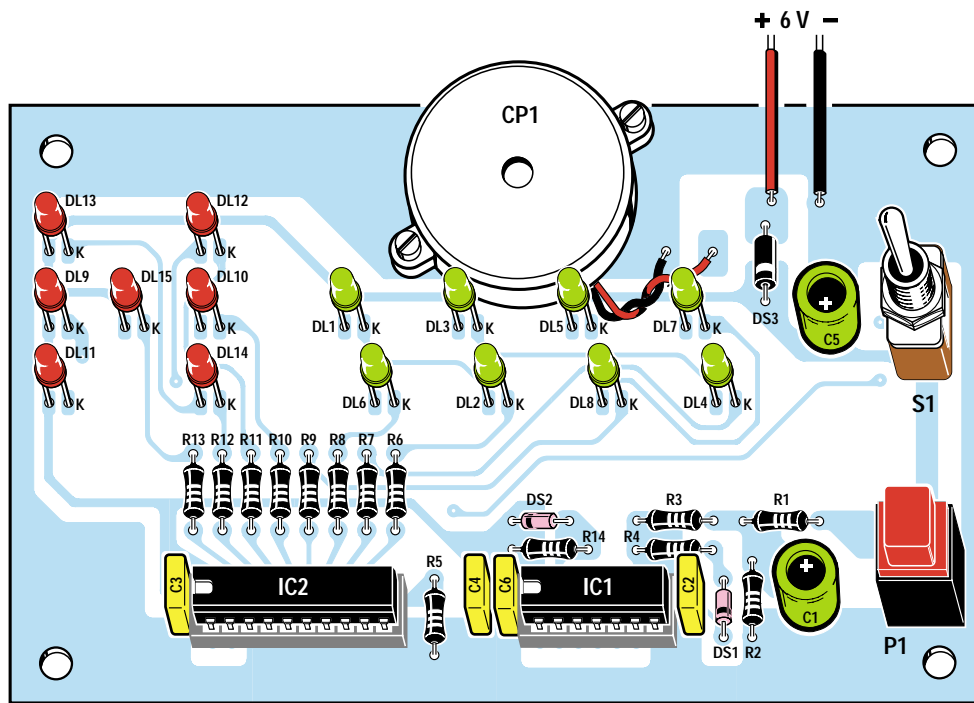 + 6 V −
CP1
DL13
K
DL12
K
DL9
K
DL15
K
DL10
K
DL11
K
DL14
K
DL1
K
DL3
K
DL5
K
DL7
K
DS3
+
C5
S1
DL6
K
DL2
K
DL8
K
DL4
K
R13 R12 R11 R10 R9 R8 R7 R6
DS2
R3
R1
R14
R4
C3
IC2
R5
C4
C6
IC1
C2
DS1
R2
+
C1
P1